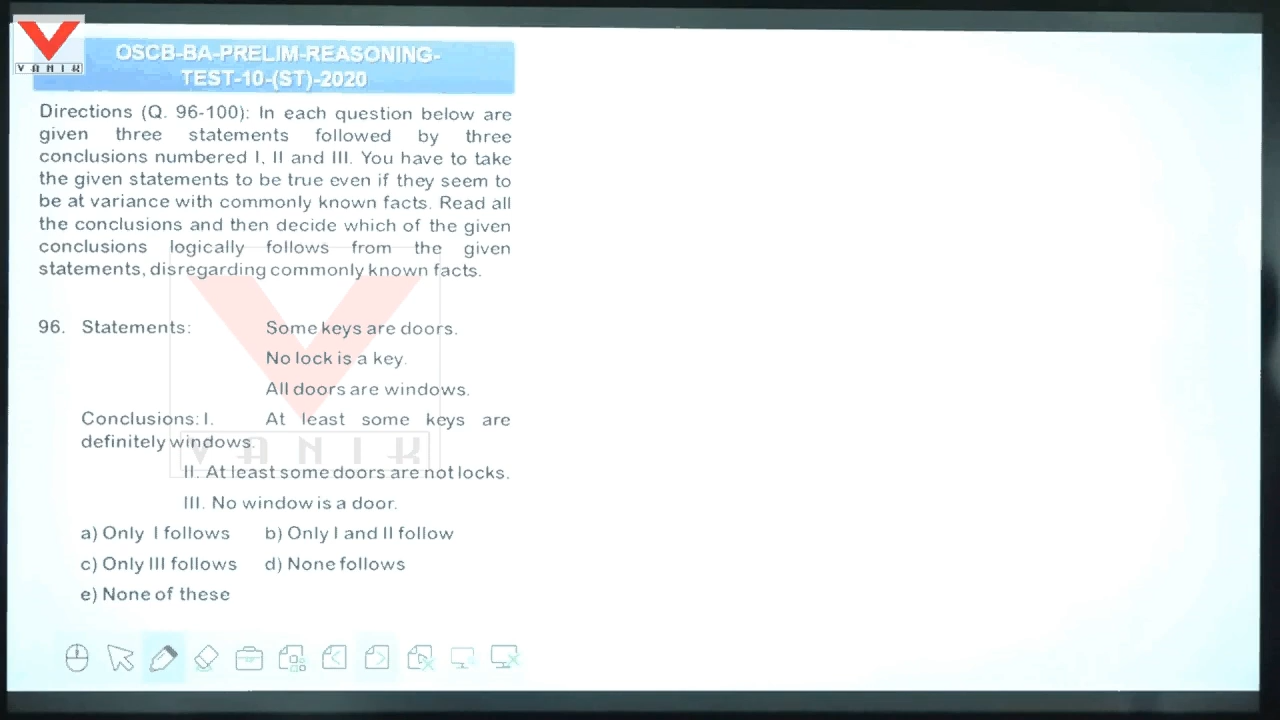 VANIK
OSCB-BA-PRELIM-REASONING-
TEST-10-(ST)-2020
Directions (Q. 96-100): In each question below are
given three statements followed by three
conclusions numbered I, II and III. You have to take
the given statements to be true even if they seem to
be at variance with commonly known facts. Read all
the conclusions and then decide which of the given
conclusions logically follows from the given
statements, disregarding commonly known facts.
96. Statements: Some keys are doors.
No lock is a key.
All doors are windows.
Conclusions: I. At least some keys are
definitely windows.
VANIK
II. At least some doors are not locks.
III. No window is a door.
a) Only I follows b) Only I and II follow
c) Only III follows d) None follows
e) None of these